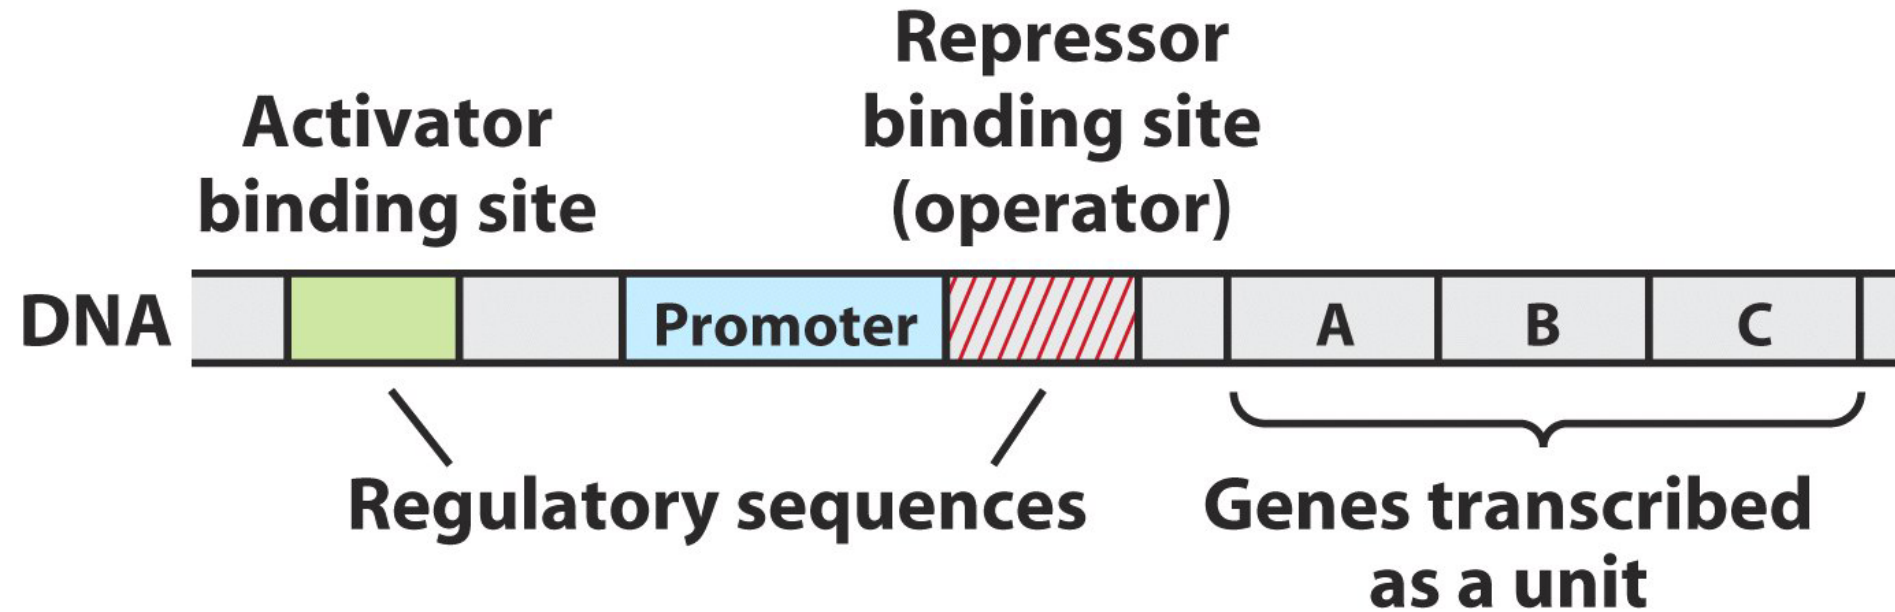 Activator
binding site
Repressor
binding site
(operator)
DNA
Promoter
A
B
C
Regulatory sequences
Genes transcribed
as a unit